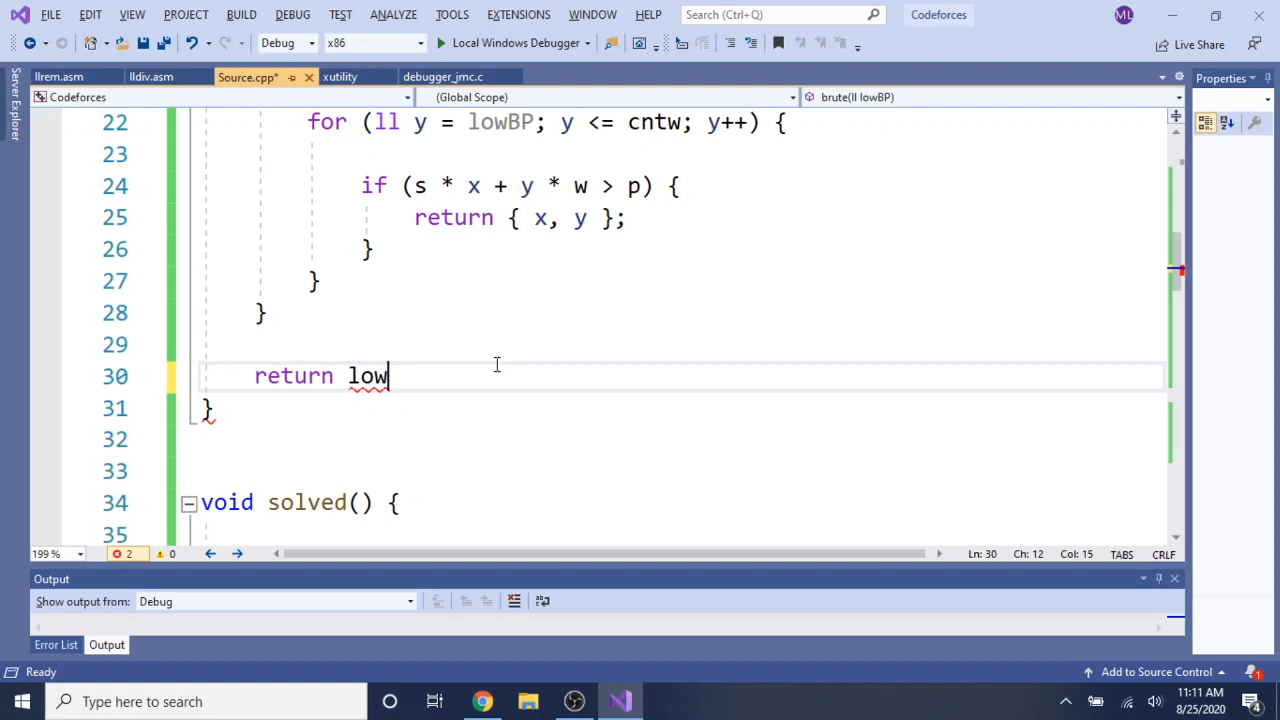 FILE EDIT VIEW PROJECT BUILD DEBUG TEST ANALYZE TOOLS EXTENSIONS WINDOW HELP Search (Ctrl+Q) Codeforces ML
Debug x86 Local Windows Debugger Live Share
Server Explorer
llrem.asm lldiv.asm Source.cpp* xutility debugger_jmc.c Properties
Codeforces (Global Scope) brute(ll lowBP)
22 for (ll y = lowBP; y <= cntw; y++) {
23
24 if (s * x + y * w > p) {
25 return { x, y };
26 }
27 }
28 }
29
30 return low
31 }
32
33
34 void solved() {
35
199 % 2 0 Ln: 30 Ch: 12 Col: 15 TABS CRLF
Output
Show output from: Debug
Error List Output
Ready Add to Source Control 1
Type here to search 11:11 AM
8/25/2020 4